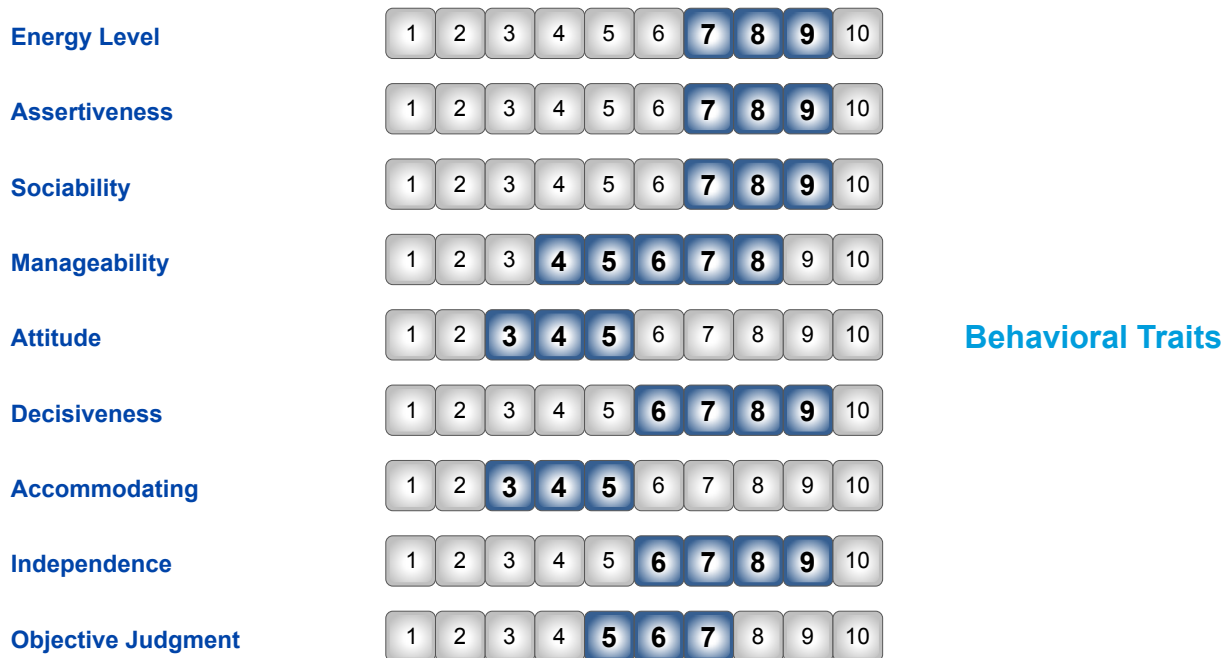 Energy Level 1 2 3 4 5 6 7 8 9 10
Assertiveness 1 2 3 4 5 6 7 8 9 10
Sociability 1 2 3 4 5 6 7 8 9 10
Manageability 1 2 3 4 5 6 7 8 9 10
Attitude 1 2 3 4 5 6 7 8 9 10 Behavioral Traits
Decisiveness 1 2 3 4 5 6 7 8 9 10
Accommodating 1 2 3 4 5 6 7 8 9 10
Independence 1 2 3 4 5 6 7 8 9 10
Objective Judgment 1 2 3 4 5 6 7 8 9 10